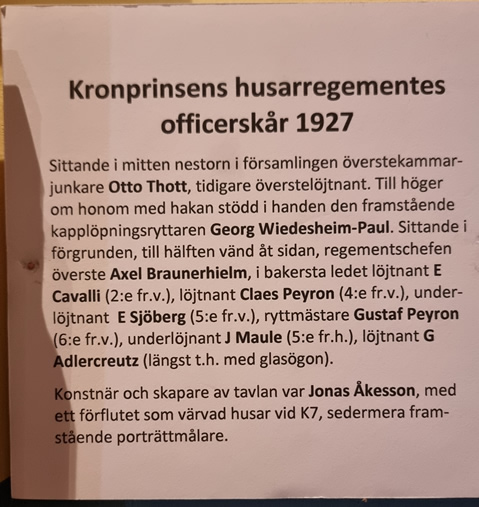 Kronprinsens husarregementes
officerskår 1927
Sittande i mitten nestorn i församlingen överstekammar-
junkare Otto Thott, tidigare överstelöjtnant. Till höger
om honom med hakan stödd i handen den framstående
kapplöpningsryttaren Georg Wiedesheim-Paul. Sittande i
förgrunden, till hälften vänd åt sidan, regementschefen
överste Axel Braunerhielm, i bakersta ledet löjtnant E
Cavalli (2:e fr.v.), löjtnant Claes Peyron (4:e fr.v.), under-
löjtnant E Sjöberg (5:e fr.v.), ryttmästare Gustaf Peyron
(6:e fr.v.), underlöjnant J Maule (5:e fr.h.), löjtnant G
Adlercreutz (längst t.h. med glasögon).
Konstnär och skapare av tavlan var Jonas Åkesson, med
ett förflutet som värvad husar vid K7, sedermera fram-
stående porträttmålare.